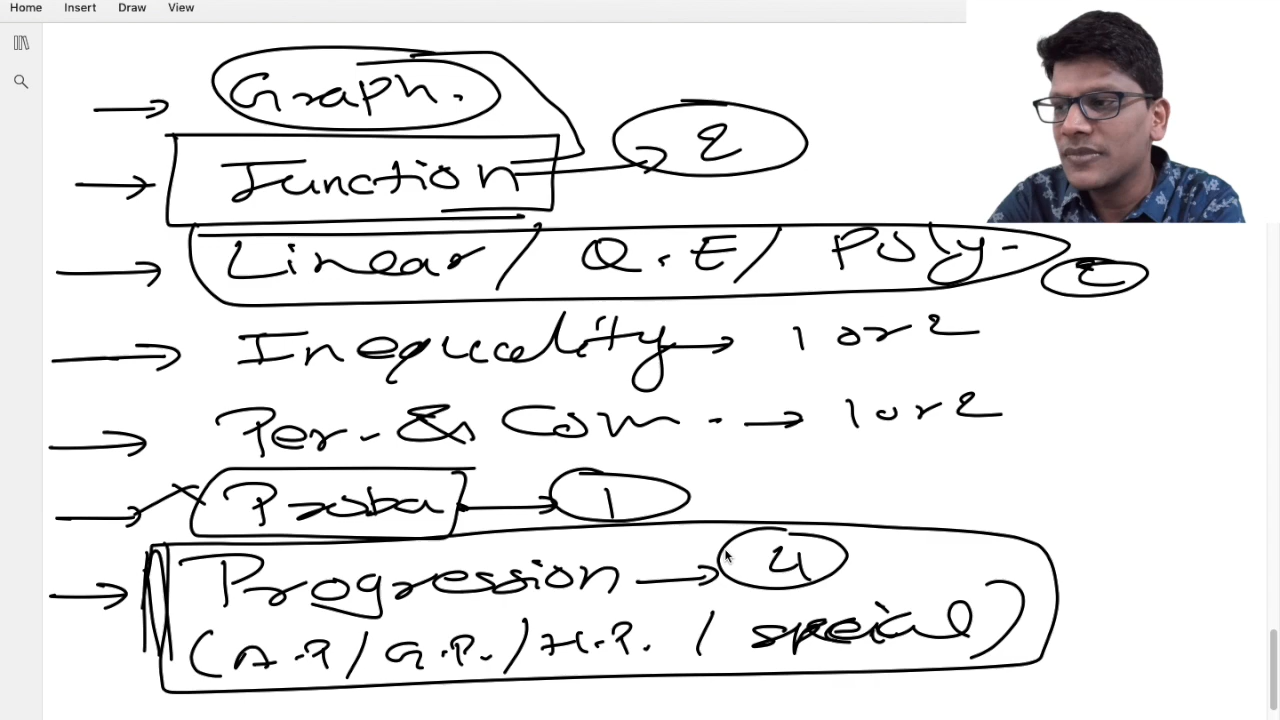 Home Insert Draw View
Graph.
Function → 2
Linear / Q.E / Poly-
Inequality → 1 or 2
Per. & Com. → 1 or 2
Proba → 1
Progression → 4
(A.P / G.P. / H.P. / special)